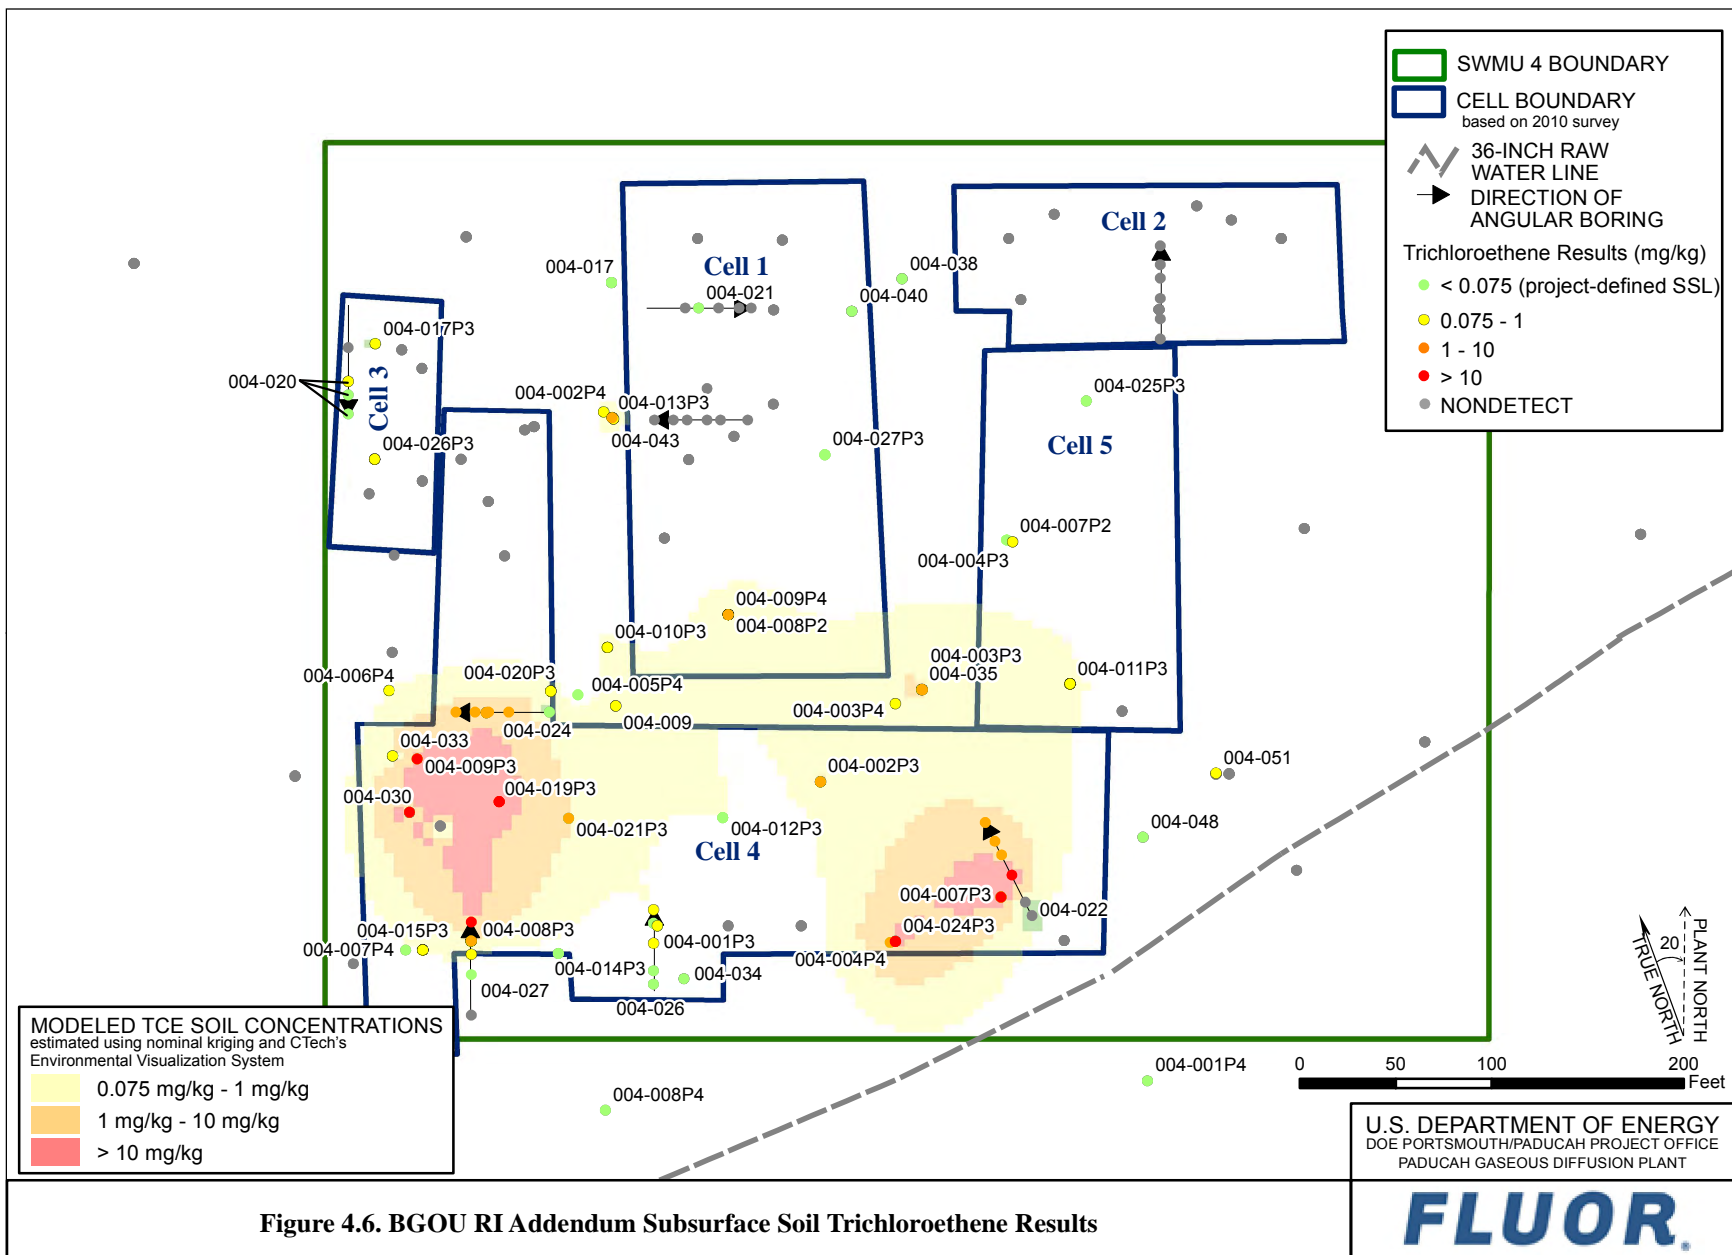 SWMU 4 BOUNDARY
CELL BOUNDARY
based on 2010 survey
36-INCH RAW
WATER LINE
DIRECTION OF
ANGULAR BORING
Trichloroethene Results (mg/kg)
< 0.075 (project-defined SSL)
0.075 - 1
1 - 10
> 10
NONDETECT
Cell 2
004-038
004-017
Cell 1
004-021
004-040
004-017P3
004-020
Cell 3
004-002P4
004-013P3
004-025P3
004-043
004-026P3
004-027P3
Cell 5
004-007P2
004-004P3
004-009P4
004-008P2
004-010P3
004-003P3
004-035
004-011P3
004-006P4
004-020P3
004-005P4
004-003P4
004-009
004-024
004-033
004-009P3
004-051
004-002P3
004-030
004-019P3
004-021P3
004-012P3
004-048
Cell 4
004-007P3
004-022
004-024P3
004-015P3
004-008P3
004-007P4
004-001P3
004-004P4
004-014P3
004-034
004-027
004-026
TRUE NORTH
20
PLANT NORTH
MODELED TCE SOIL CONCENTRATIONS
estimated using nominal kriging and CTech's
Environmental Visualization System
0.075 mg/kg - 1 mg/kg
1 mg/kg - 10 mg/kg
> 10 mg/kg
004-008P4
004-001P4
0 50 100 200
Feet
U.S. DEPARTMENT OF ENERGY
DOE PORTSMOUTH/PADUCAH PROJECT OFFICE
PADUCAH GASEOUS DIFFUSION PLANT
Figure 4.6. BGOU RI Addendum Subsurface Soil Trichloroethene Results
FLUOR®